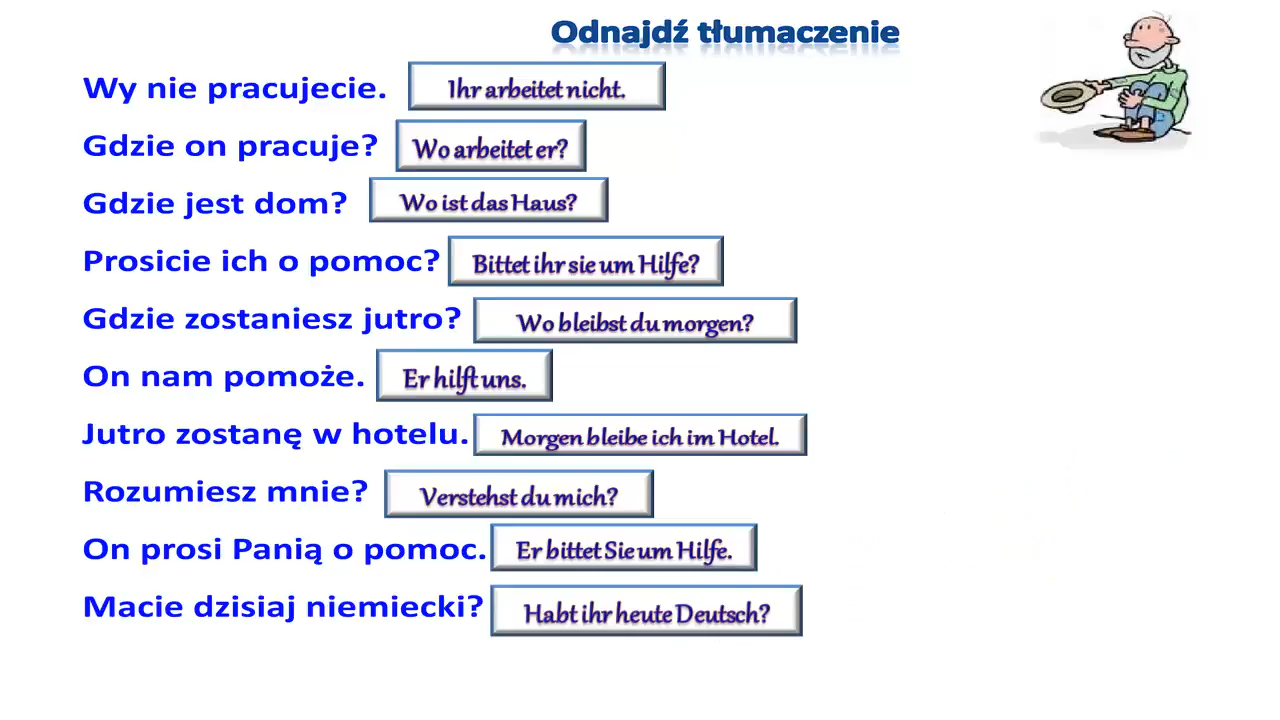 Odnajdź tłumaczenie
Wy nie pracujecie. Ihr arbeitet nicht.
Gdzie on pracuje? Wo arbeitet er?
Gdzie jest dom? Wo ist das Haus?
Prosicie ich o pomoc? Bittet ihr sie um Hilfe?
Gdzie zostaniesz jutro? Wo bleibst du morgen?
On nam pomoże. Er hilft uns.
Jutro zostanę w hotelu. Morgen bleibe ich im Hotel.
Rozumiesz mnie? Verstehst du mich?
On prosi Panią o pomoc. Er bittet Sie um Hilfe.
Macie dzisiaj niemiecki? Habt ihr heute Deutsch?